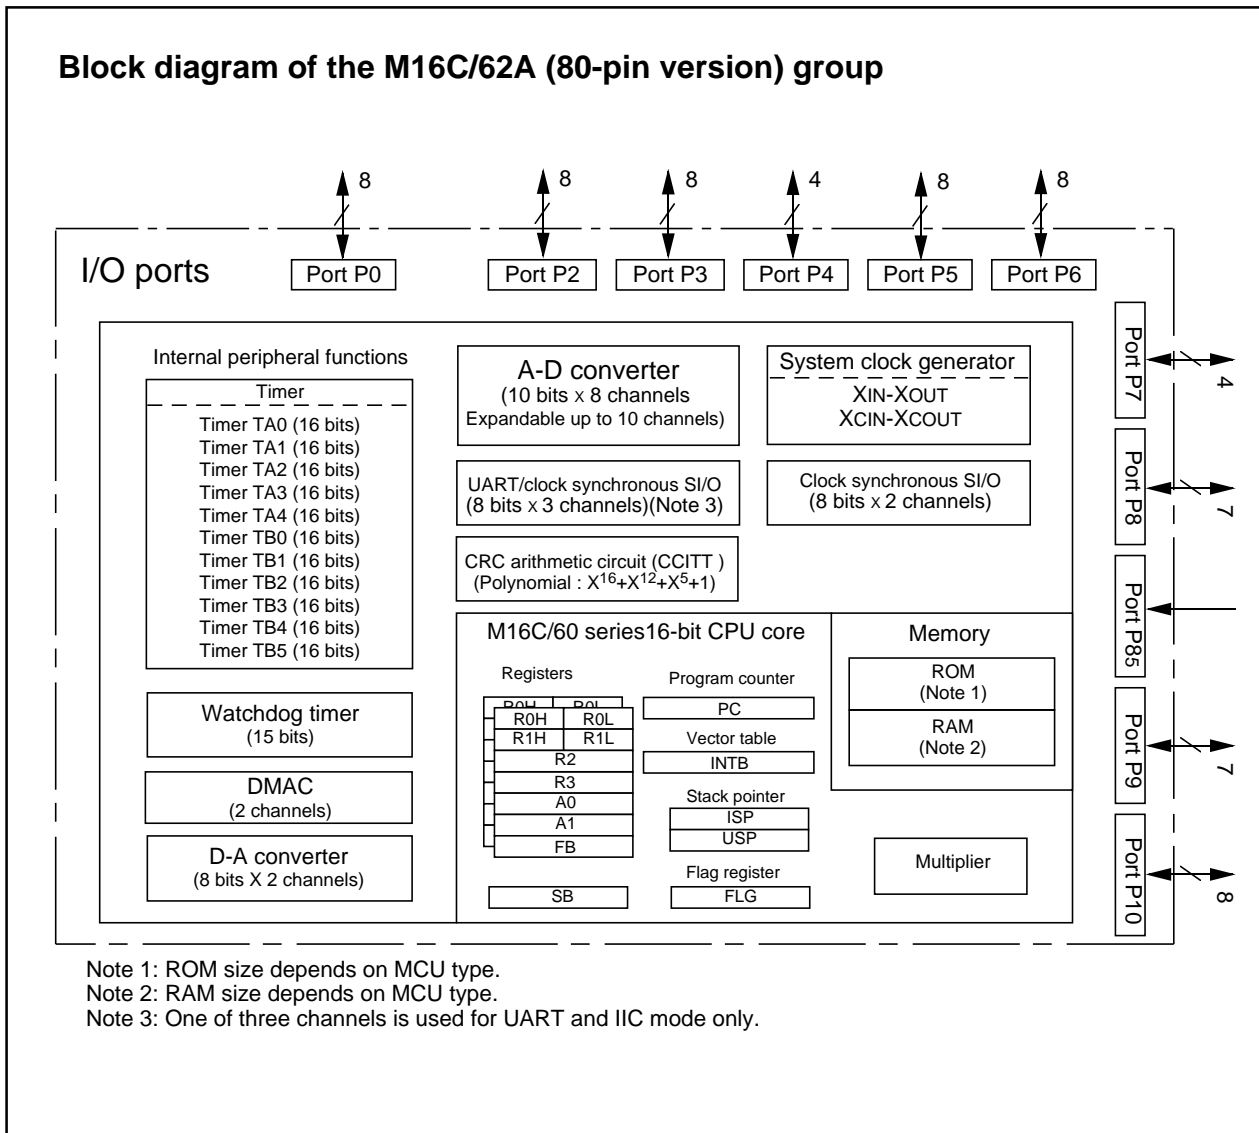 Block diagram of the M16C/62A (80-pin version) group
8
8
8
4
8
8
I/O ports
Port P0
Port P2
Port P3
Port P4
Port P5
Port P6
Port P7
4
Port P8
7
Port P85
Port P9
7
Port P10
8
Internal peripheral functions
Timer
Timer TA0 (16 bits)
Timer TA1 (16 bits)
Timer TA2 (16 bits)
Timer TA3 (16 bits)
Timer TA4 (16 bits)
Timer TB0 (16 bits)
Timer TB1 (16 bits)
Timer TB2 (16 bits)
Timer TB3 (16 bits)
Timer TB4 (16 bits)
Timer TB5 (16 bits)
Watchdog timer
(15 bits)
DMAC
(2 channels)
D-A converter
(8 bits X 2 channels)
A-D converter
(10 bits x 8 channels
Expandable up to 10 channels)
System clock generator
XIN-XOUT
XCIN-XCOUT
UART/clock synchronous SI/O
(8 bits x 3 channels)(Note 3)
Clock synchronous SI/O
(8 bits x 2 channels)
CRC arithmetic circuit (CCITT )
(Polynomial : X¹⁶+X¹²+X⁵+1)
M16C/60 series16-bit CPU core
Registers
R0H R0L
R0H R0L
R1H R1L
R2
R3
A0
A1
FB
SB
Program counter
PC
Vector table
INTB
Stack pointer
ISP
USP
Flag register
FLG
Memory
ROM
(Note 1)
RAM
(Note 2)
Multiplier
Note 1: ROM size depends on MCU type.
Note 2: RAM size depends on MCU type.
Note 3: One of three channels is used for UART and IIC mode only.